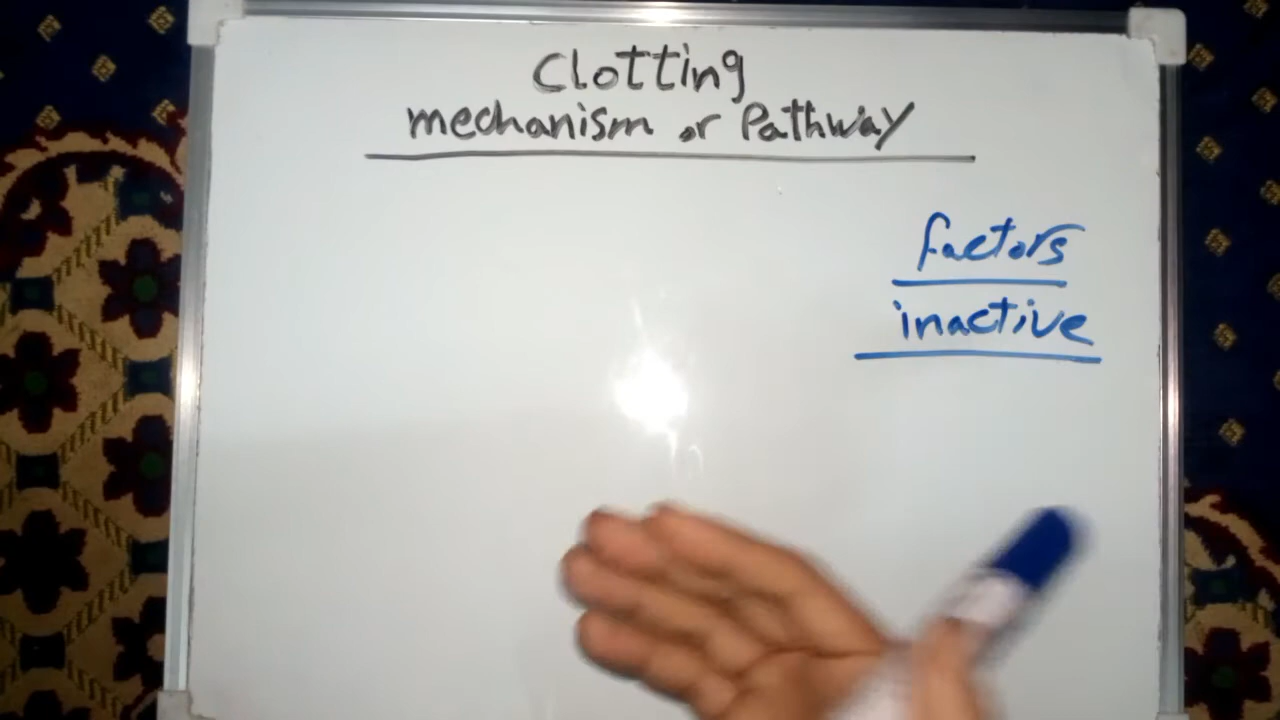 Clotting
mechanism or Pathway
factors
inactive